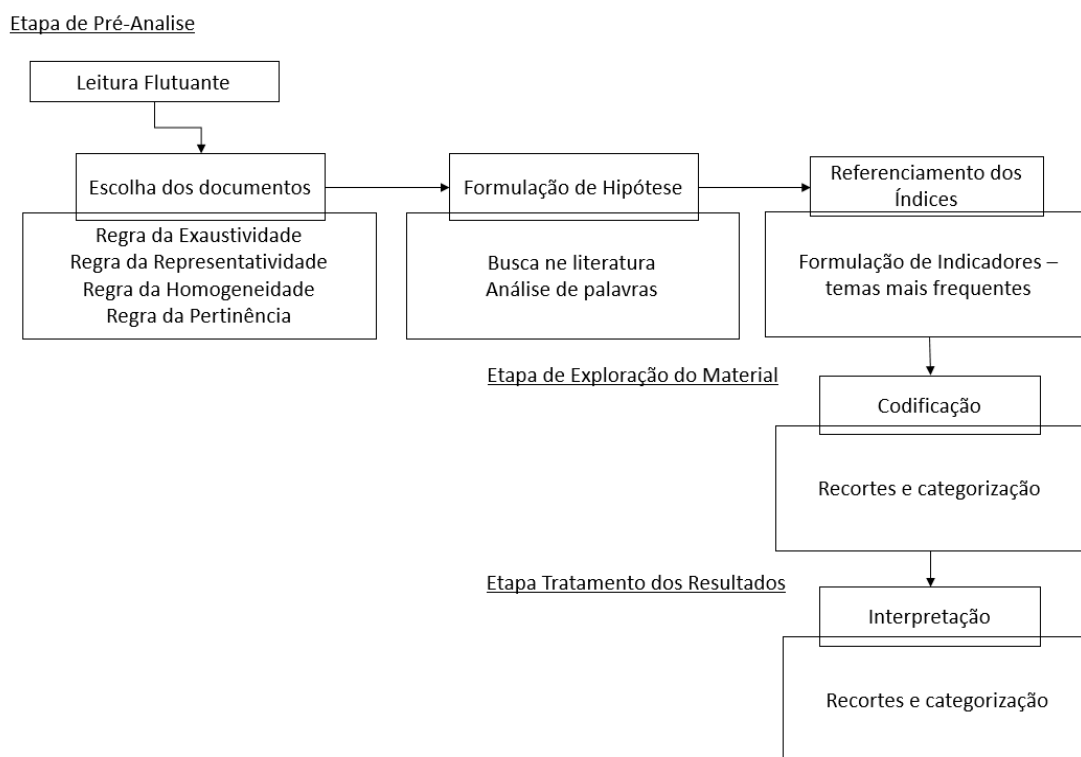 Etapa de Pré-Analise
Leitura Flutuante
Escolha dos documentos
Regra da Exaustividade
Regra da Representatividade
Regra da Homogeneidade
Regra da Pertinência
Formulação de Hipótese
Busca ne literatura
Análise de palavras
Referenciamento dos
Índices
Formulação de Indicadores –
temas mais frequentes
Etapa de Exploração do Material
Codificação
Recortes e categorização
Etapa Tratamento dos Resultados
Interpretação
Recortes e categorização